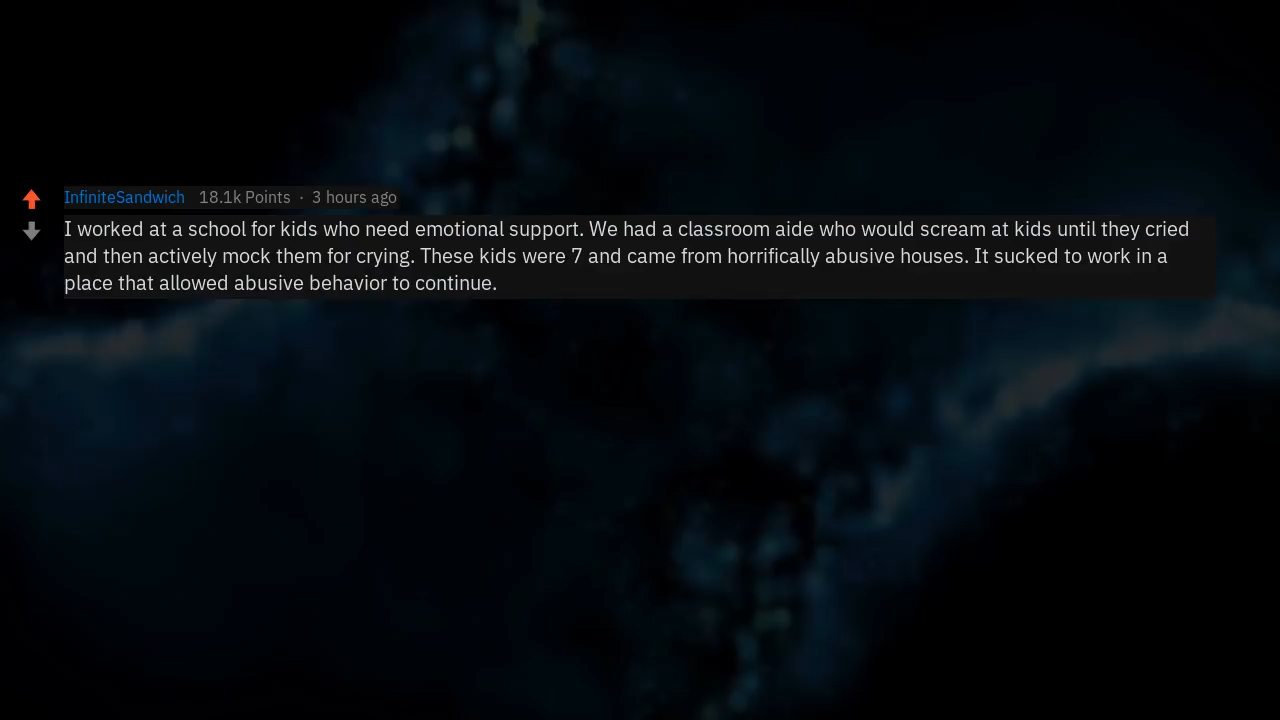 InfiniteSandwich 18.1k Points · 3 hours ago
I worked at a school for kids who need emotional support. We had a classroom aide who would scream at kids until they cried
and then actively mock them for crying. These kids were 7 and came from horrifically abusive houses. It sucked to work in a
place that allowed abusive behavior to continue.